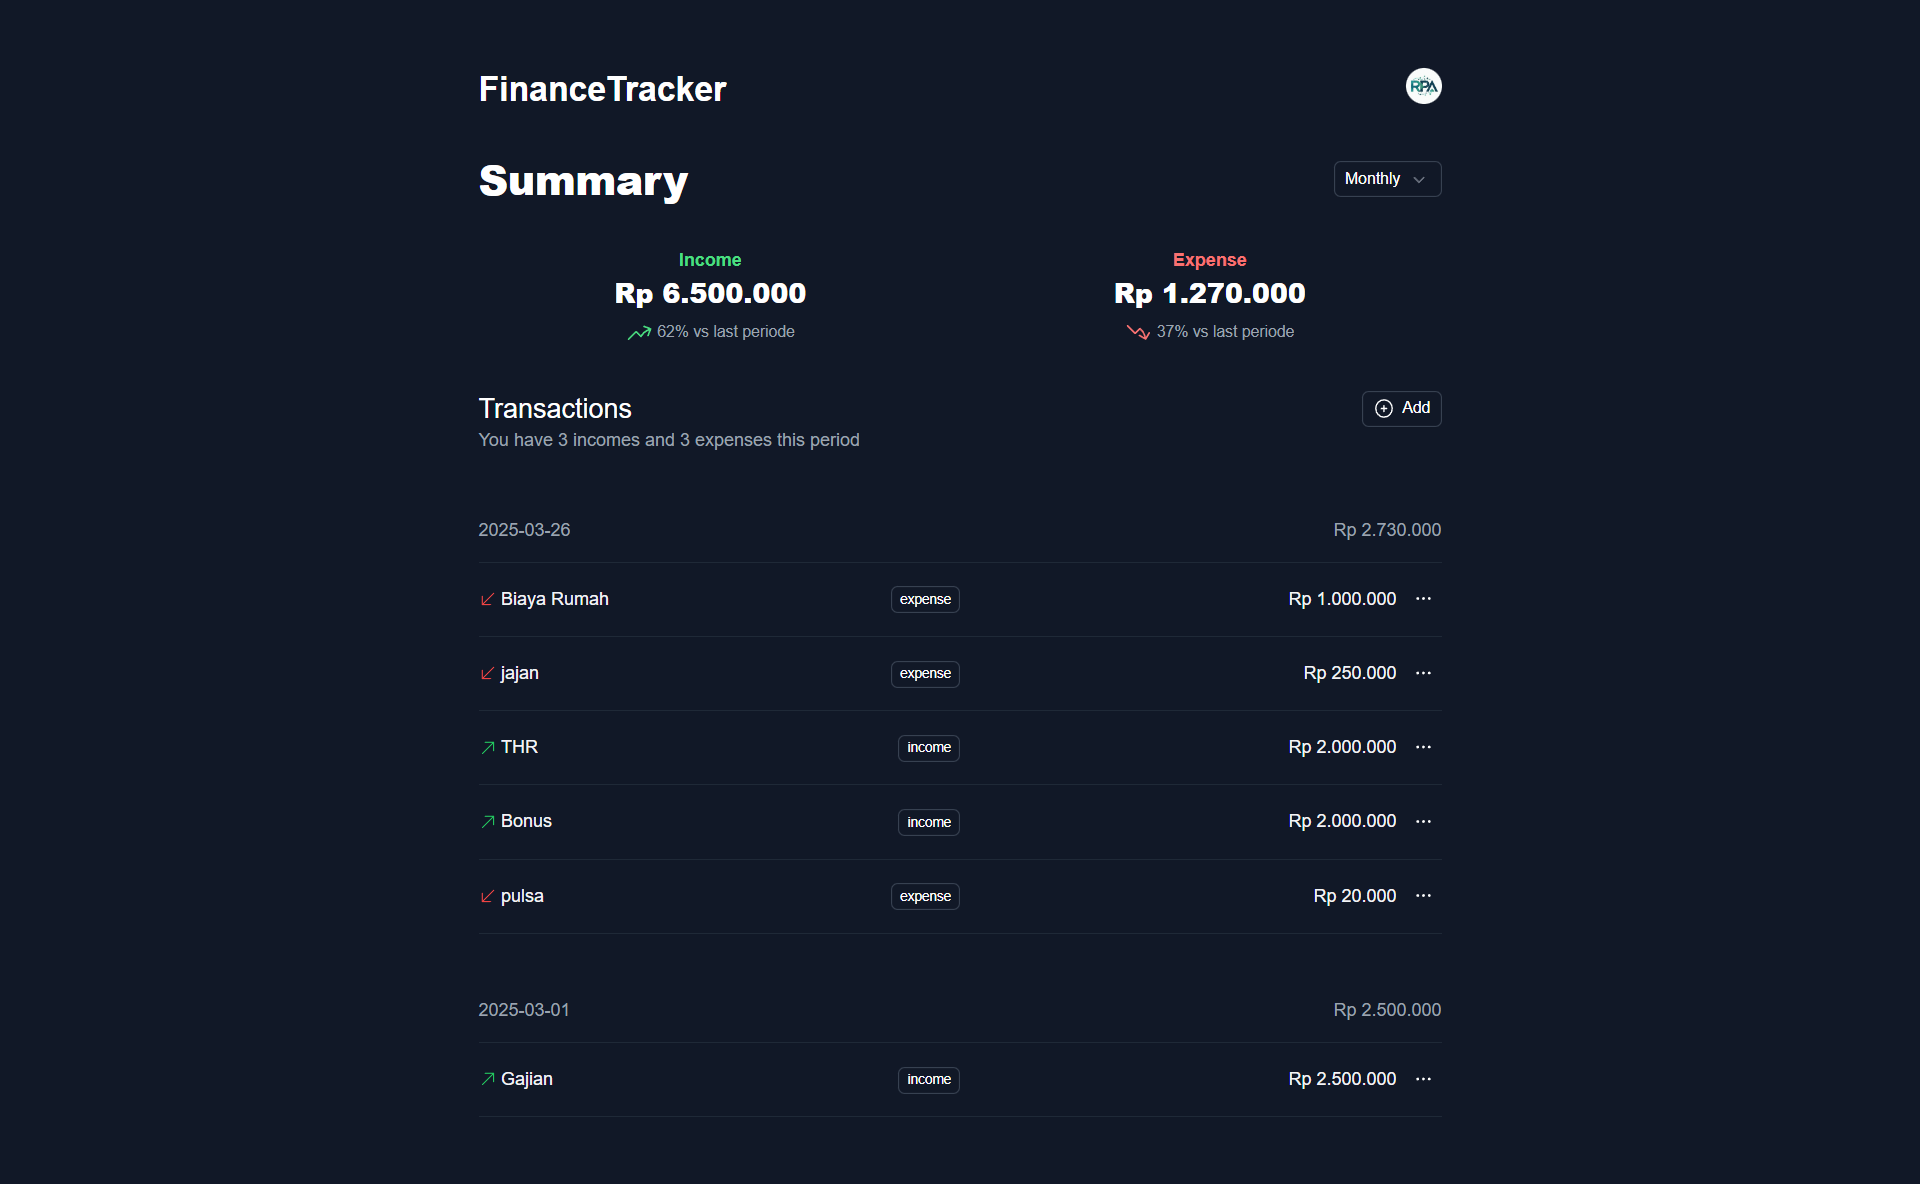 FinanceTracker
RPA
Summary
Monthly
Income
Expense
Rp 6.500.000
Rp 1.270.000
62% vs last periode
37% vs last periode
Transactions
Add
You have 3 incomes and 3 expenses this period
2025-03-26
Rp 2.730.000
Biaya Rumah expense Rp 1.000.000
jajan expense Rp 250.000
THR income Rp 2.000.000
Bonus income Rp 2.000.000
pulsa expense Rp 20.000
2025-03-01
Rp 2.500.000
Gajian income Rp 2.500.000